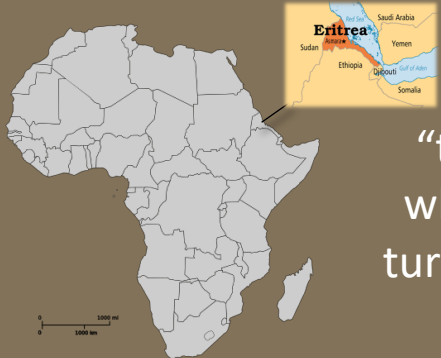 Red Sea
Saudi Arabia
Eritrea
Asmara
Sudan
Yemen
Ethiopia
Djibouti
Gulf of Aden
Somalia
“t
w
tur
0 1000 mi
0 1000 km